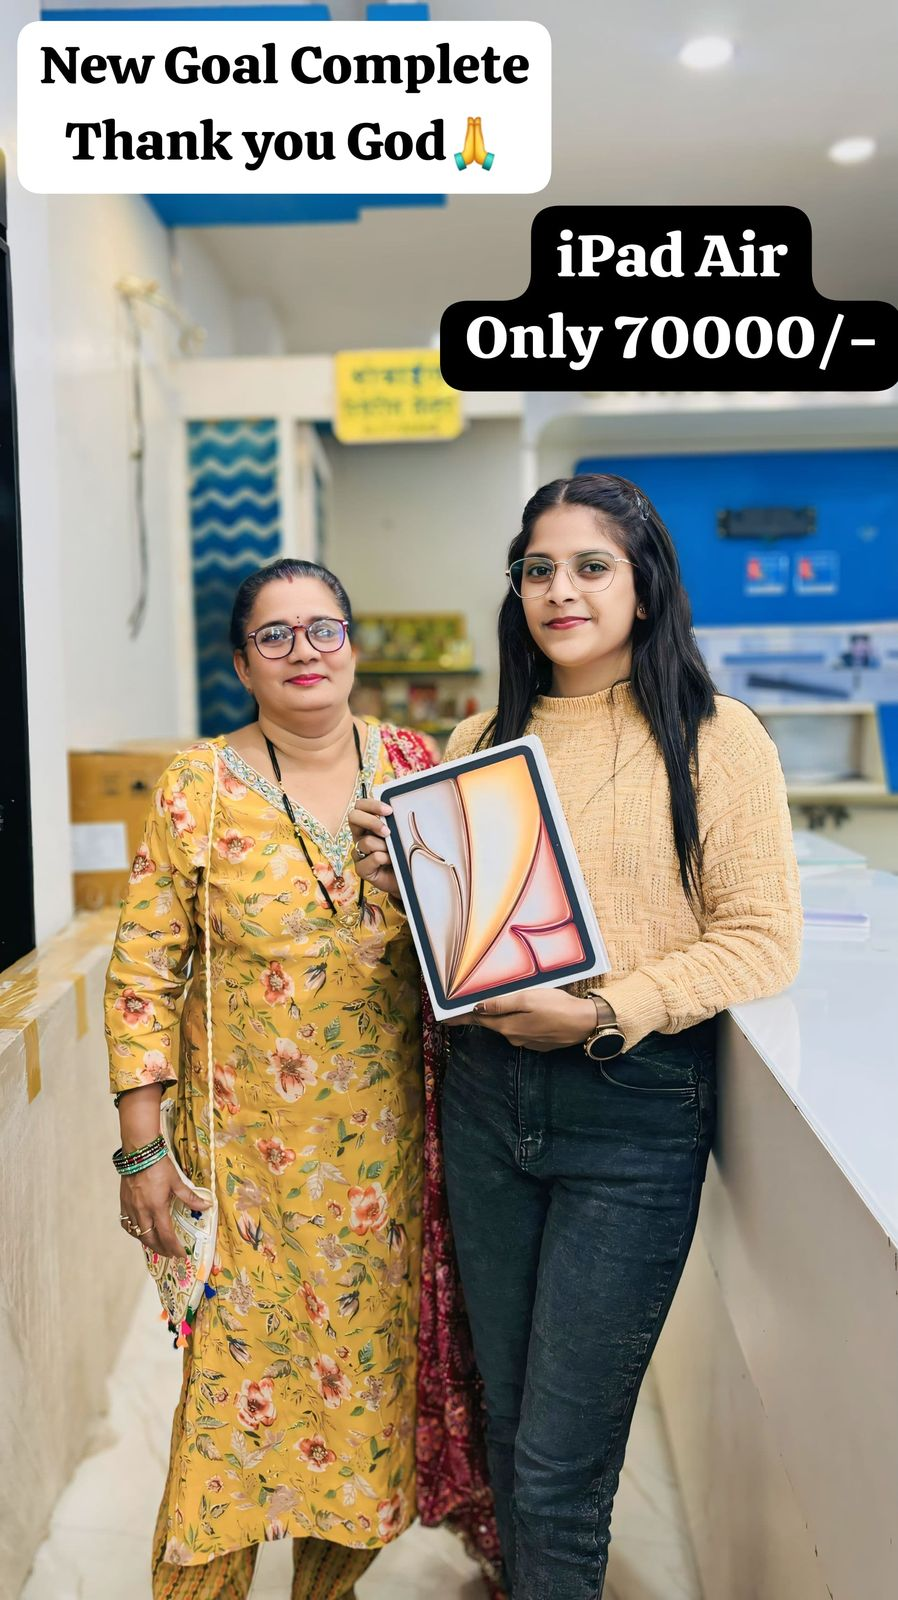 New Goal Complete
Thank you God🙏
iPad Air
Only 70000/-